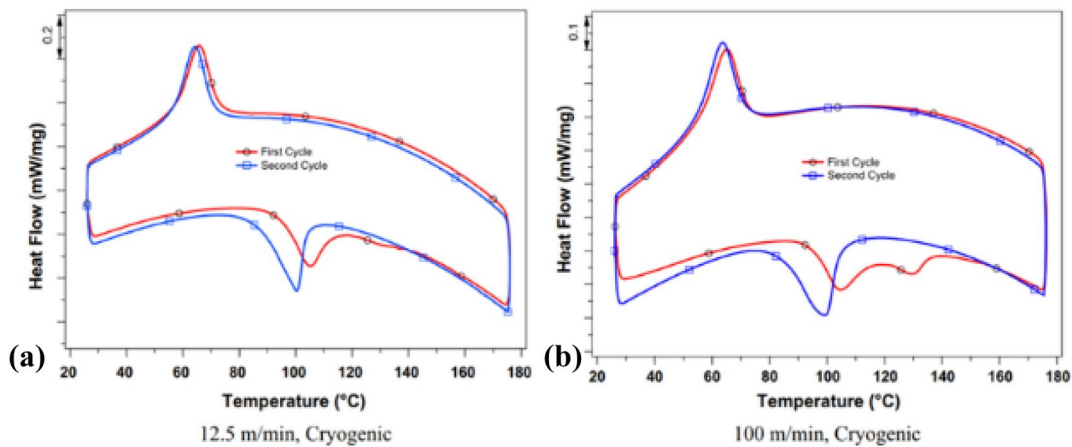 0.2
Heat Flow (mW/mg)
First Cycle
Second Cycle
(a)
20 40 60 80 100 120 140 160 180
Temperature (°C)
12.5 m/min, Cryogenic
0.1
Heat Flow (mW/mg)
First Cycle
Second Cycle
(b)
20 40 60 80 100 120 140 160 180
Temperature (°C)
100 m/min, Cryogenic